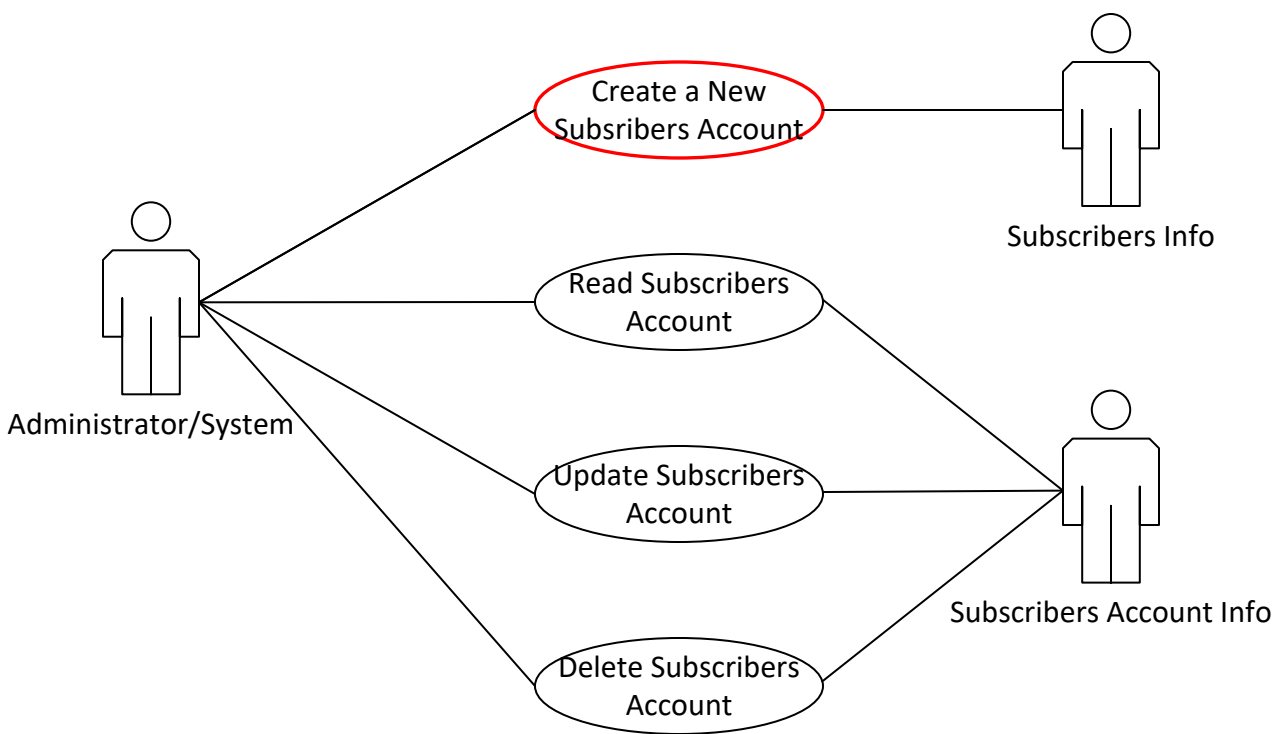 Create a New
Subsribers Account
Subscribers Info
Read Subscribers
Account
Administrator/System
Update Subscribers
Account
Subscribers Account Info
Delete Subscribers
Account